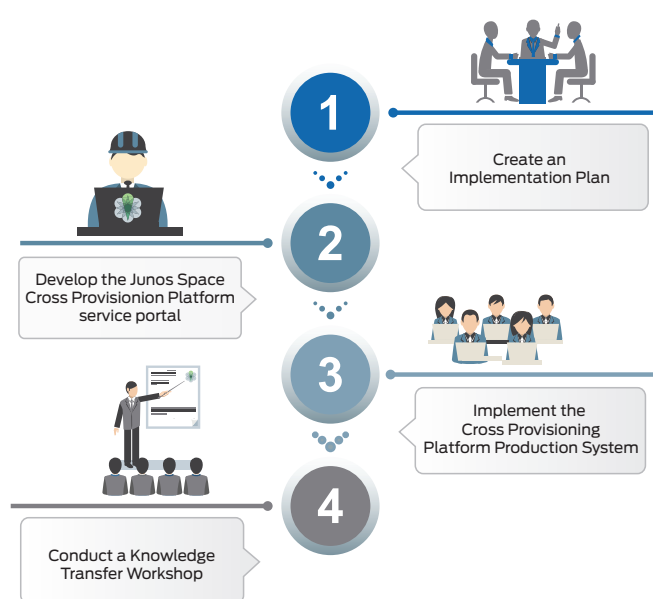 1
Create an
Implementation Plan
2
Develop the Junos Space
Cross Provisionion Platform
service portal
3
Implement the
Cross Provisioning
Platform Production System
4
Conduct a Knowledge
Transfer Workshop